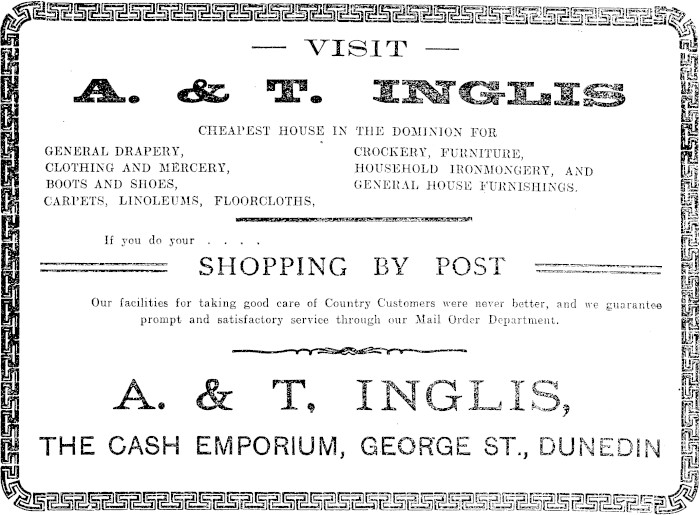 — VISIT —
A. & T. INGLIS
CHEAPEST HOUSE IN THE DOMINION FOR
GENERAL DRAPERY,
CLOTHING AND MERCERY,
BOOTS AND SHOES,
CARPETS, LINOLEUMS, FLOORCLOTHS,
CROCKERY, FURNITURE,
HOUSEHOLD IRONMONGERY, AND
GENERAL HOUSE FURNISHINGS.
If you do your . . . .
SHOPPING BY POST
Our facilities for taking good care of Country Customers were never better, and we guarantee
prompt and satisfactory service through our Mail Order Department.
A. & T. INGLIS,
THE CASH EMPORIUM, GEORGE ST., DUNEDIN